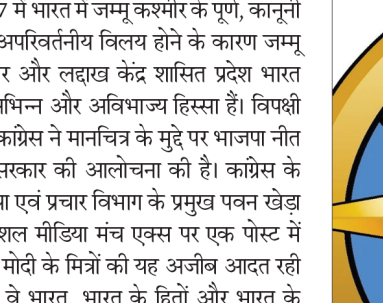 7 में भारत में जम्मू कश्मीर के पूर्ण, कानूनी
अपरिवर्तनीय विलय होने के कारण जम्मू
र और लद्दाख केंद्र शासित प्रदेश भारत
भिन्न और अविभाज्य हिस्सा हैं। विपक्षी
कांग्रेस ने मानचित्र के मुद्दे पर भाजपा नीत
सरकार की आलोचना की है। कांग्रेस के
ा एवं प्रचार विभाग के प्रमुख पवन खेड़ा
शल मीडिया मंच एक्स पर एक पोस्ट में
मोदी के मित्रों की यह अजीब आदत रही
वे भारत, भारत के हितों और भारत के